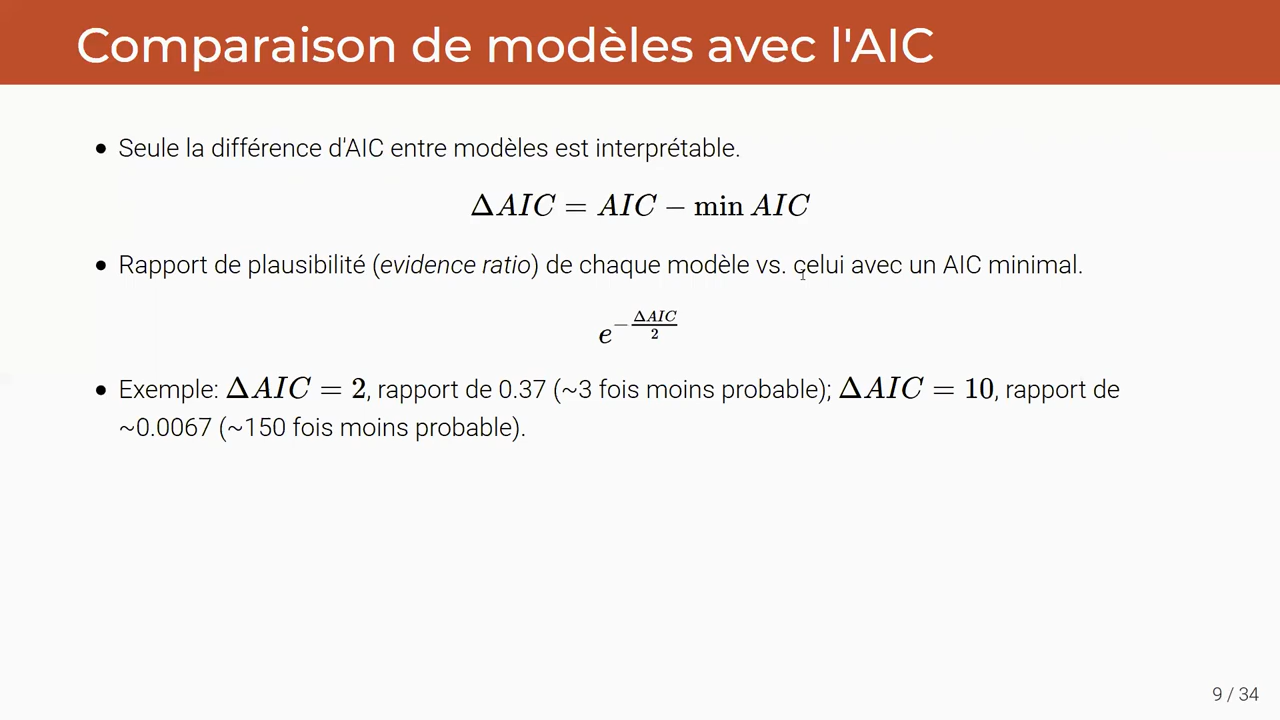 Comparaison de modèles avec l'AIC
• Seule la différence d'AIC entre modèles est interprétable.
ΔAIC = AIC − min AIC
• Rapport de plausibilité (evidence ratio) de chaque modèle vs. celui avec un AIC minimal.
e^{−\frac{ΔAIC}{2}}
• Exemple: ΔAIC = 2, rapport de 0.37 (~3 fois moins probable); ΔAIC = 10, rapport de
~0.0067 (~150 fois moins probable).
9 / 34